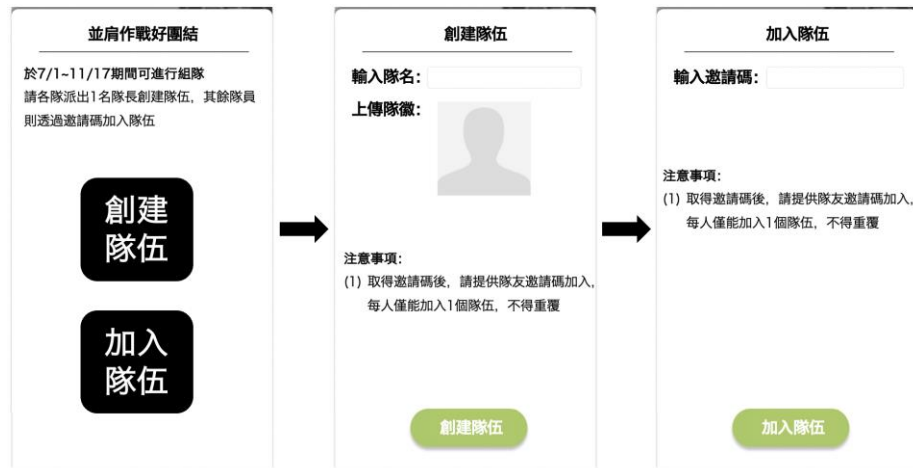 並肩作戰好團結
於7/1~11/17期間可進行組隊
請各隊派出1名隊長創建隊伍，其餘隊員
則透過邀請碼加入隊伍
創建
隊伍
加入
隊伍
創建隊伍
輸入隊名：
上傳隊徽：
注意事項：
(1) 取得邀請碼後，請提供隊友邀請碼加入，
每人僅能加入1個隊伍，不得重覆
創建隊伍
加入隊伍
輸入邀請碼：
注意事項：
(1) 取得邀請碼後，請提供隊友邀請碼加入，
每人僅能加入1個隊伍，不得重覆
加入隊伍